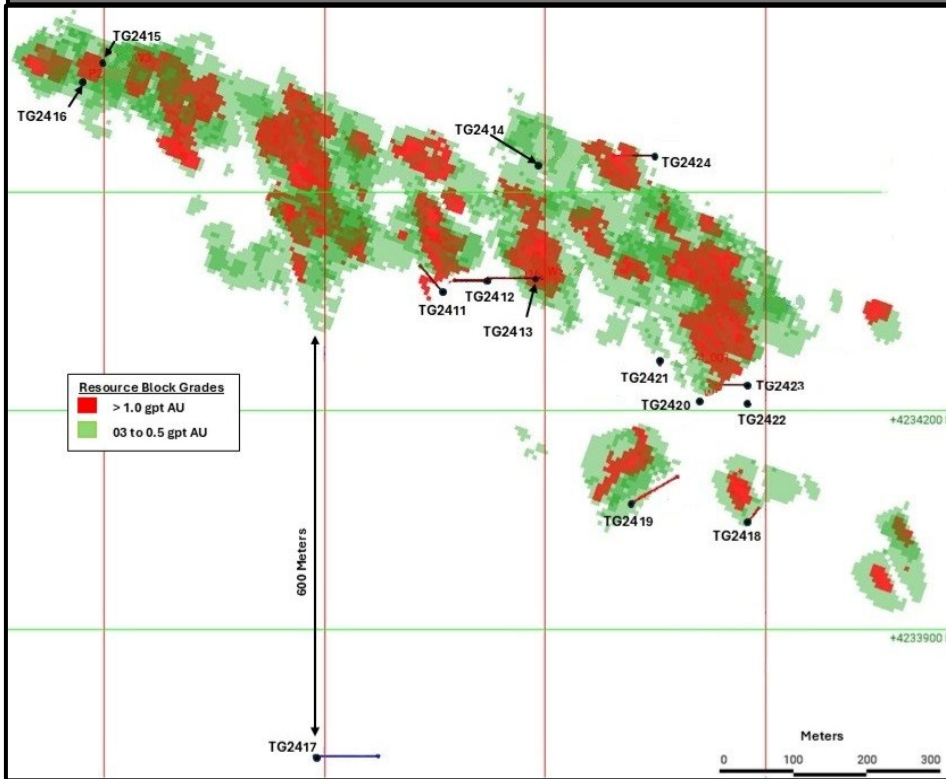 TG2415
TG2416
TG2414
TG2424
TG2411
TG2412
TG2413
TG2421
TG2423
TG2420
TG2422
+4234200
Resource Block Grades
> 1.0 gpt AU
03 to 0.5 gpt AU
600 Meters
TG2419
TG2418
+4233900
TG2417
Meters
0 100 200 300